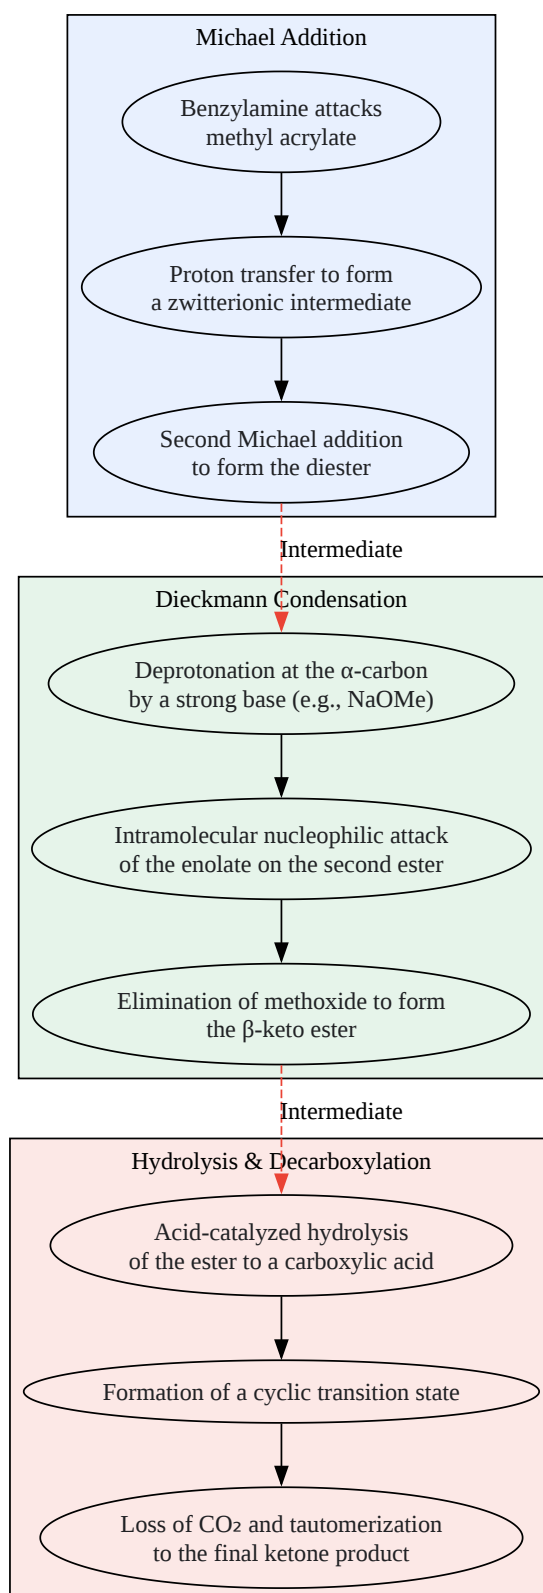 Michael Addition
Benzylamine attacks
methyl acrylate
Proton transfer to form
a zwitterionic intermediate
Second Michael addition
to form the diester
Intermediate
Dieckmann Condensation
Deprotonation at the α-carbon
by a strong base (e.g., NaOMe)
Intramolecular nucleophilic attack
of the enolate on the second ester
Elimination of methoxide to form
the β-keto ester
Intermediate
Hydrolysis & Decarboxylation
Acid-catalyzed hydrolysis
of the ester to a carboxylic acid
Formation of a cyclic transition state
Loss of CO₂ and tautomerization
to the final ketone product